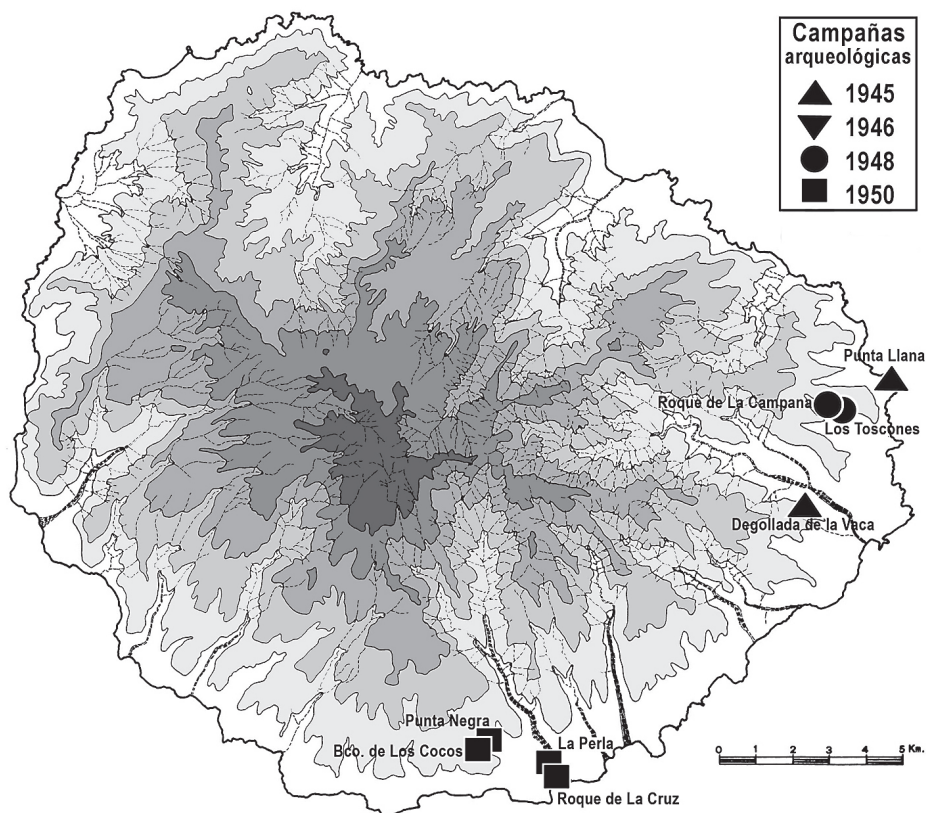 Campañas
arqueológicas
1945
1946
1948
1950
Punta Llana
Roque de La Campana
Los Toscones
Degollada de la Vaca
Punta Negra
Bco. de Los Cocos
La Perla
Roque de La Cruz
0 1 2 3 4 5 Km.